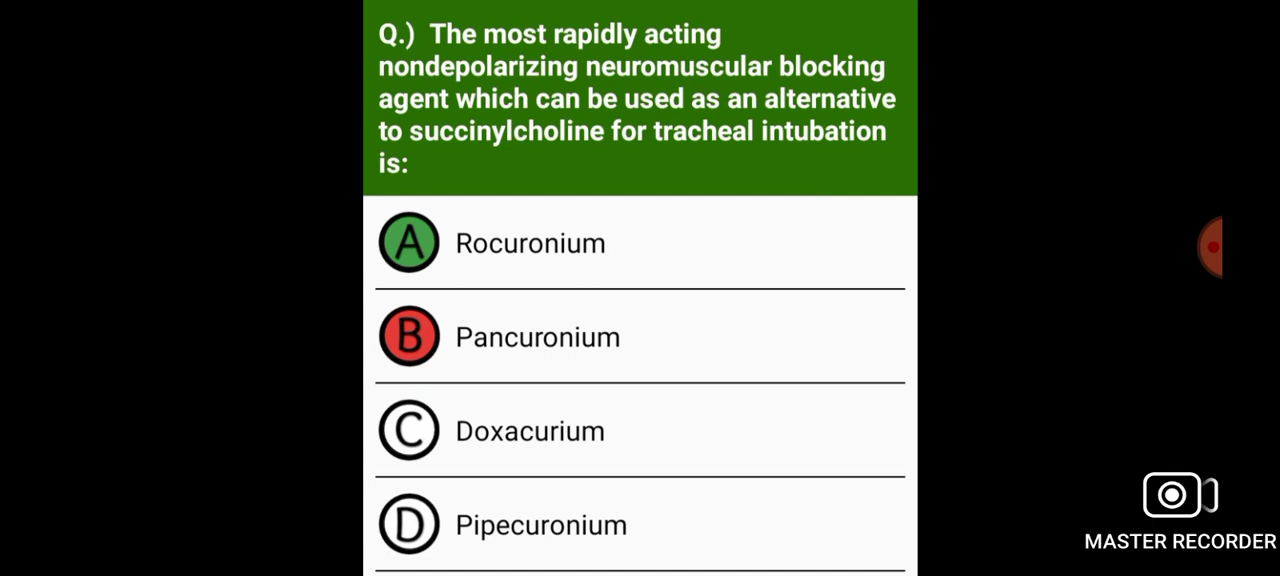 Q.) The most rapidly acting
nondepolarizing neuromuscular blocking
agent which can be used as an alternative
to succinylcholine for tracheal intubation
is:
A Rocuronium
B Pancuronium
C Doxacurium
D Pipecuronium
MASTER RECORDER